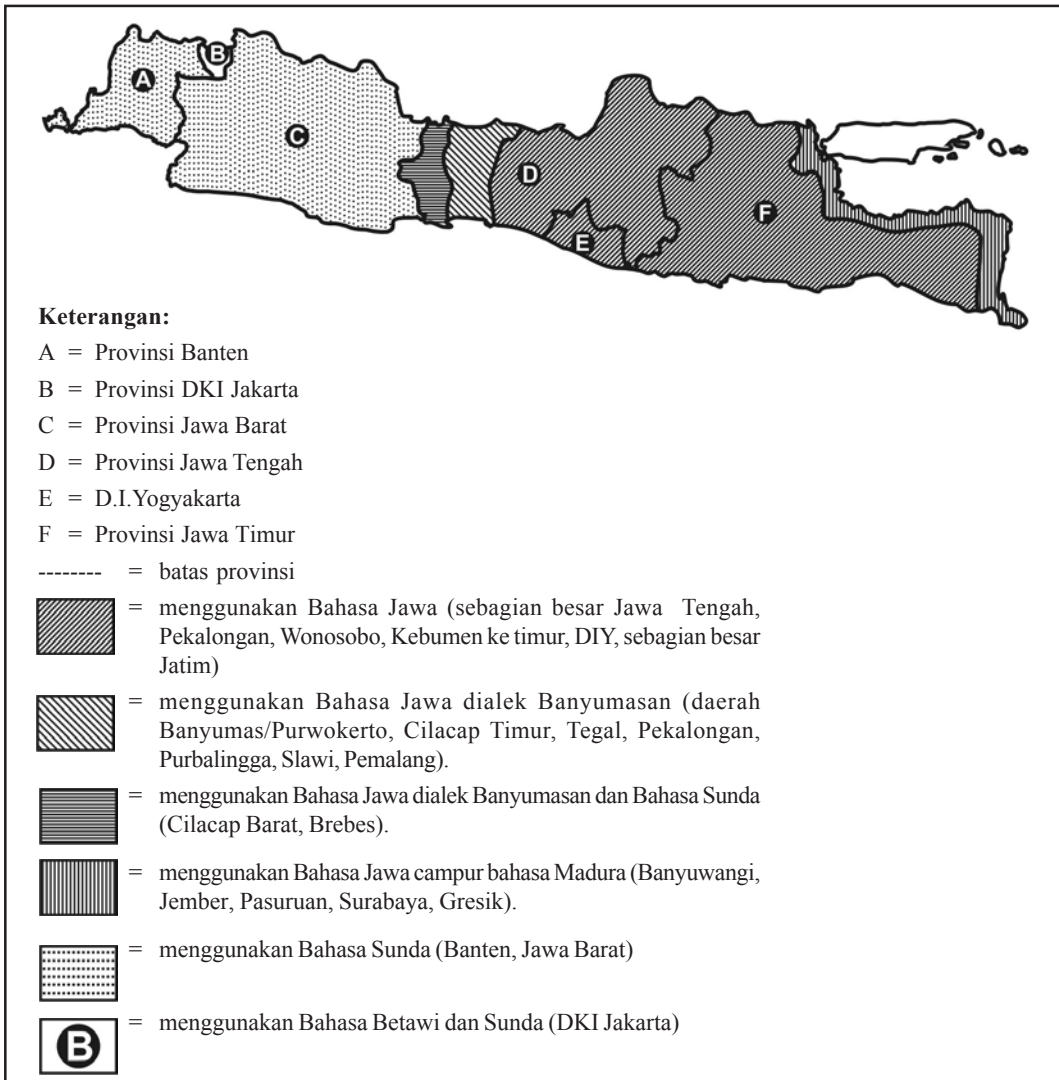 B
A
C
D
F
E
Keterangan:
A = Provinsi Banten
B = Provinsi DKI Jakarta
C = Provinsi Jawa Barat
D = Provinsi Jawa Tengah
E = D.I.Yogyakarta
F = Provinsi Jawa Timur
-------- = batas provinsi
= menggunakan Bahasa Jawa (sebagian besar Jawa Tengah,
Pekalongan, Wonosobo, Kebumen ke timur, DIY, sebagian besar
Jatim)
= menggunakan Bahasa Jawa dialek Banyumasan (daerah
Banyumas/Purwokerto, Cilacap Timur, Tegal, Pekalongan,
Purbalingga, Slawi, Pemalang).
= menggunakan Bahasa Jawa dialek Banyumasan dan Bahasa Sunda
(Cilacap Barat, Brebes).
= menggunakan Bahasa Jawa campur bahasa Madura (Banyuwangi,
Jember, Pasuruan, Surabaya, Gresik).
= menggunakan Bahasa Sunda (Banten, Jawa Barat)
B = menggunakan Bahasa Betawi dan Sunda (DKI Jakarta)